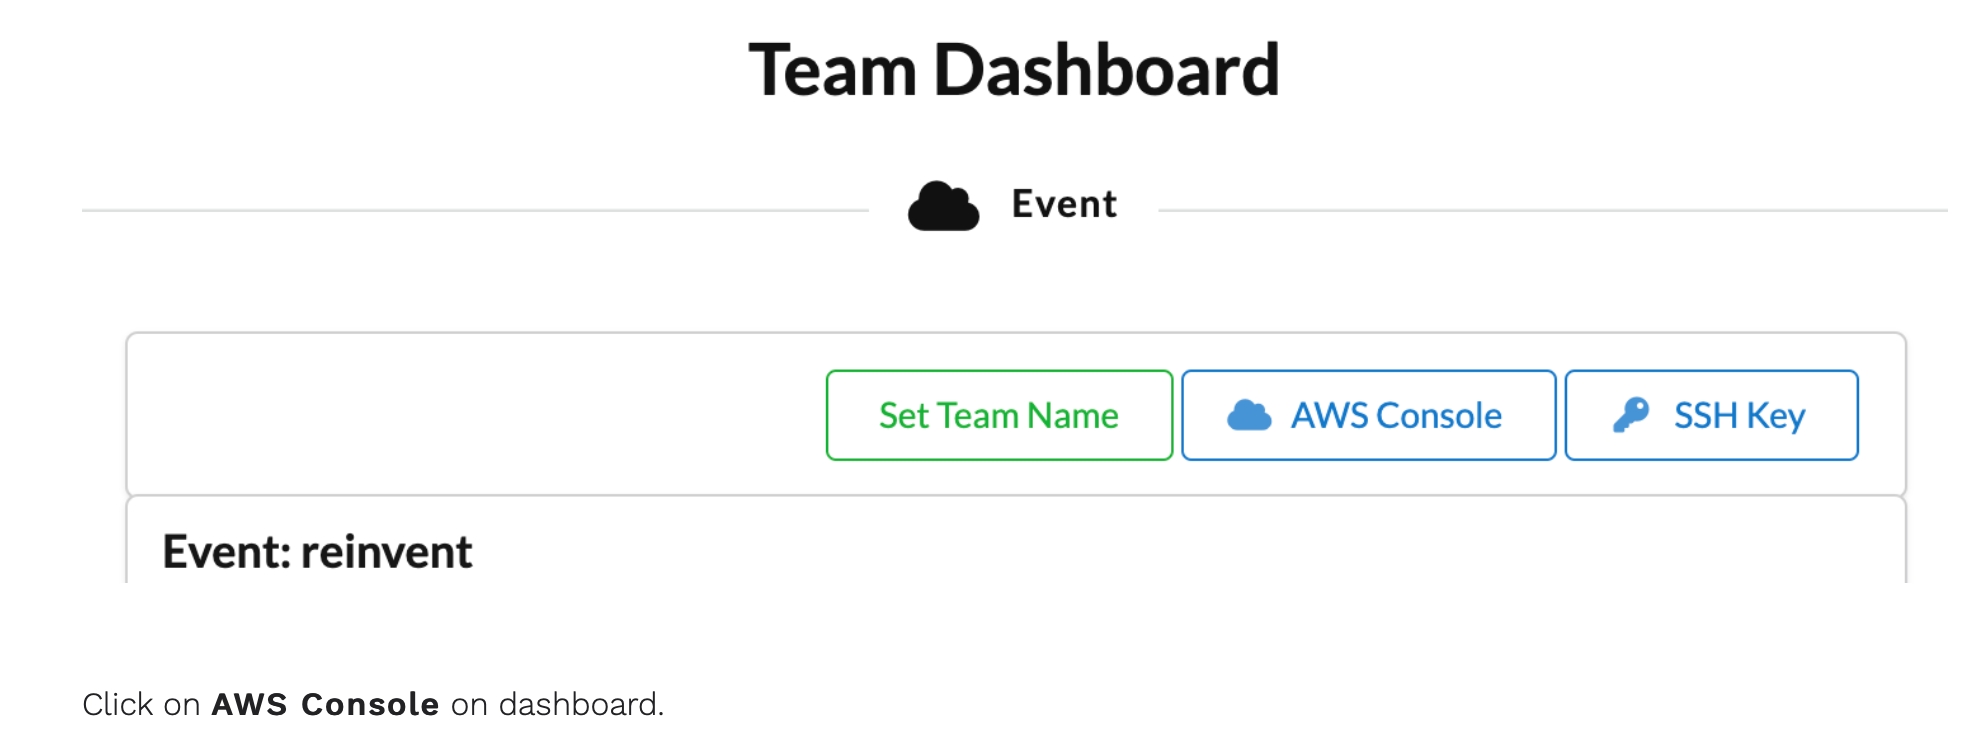 Team Dashboard
Event
Set Team Name AWS Console SSH Key
Event: reinvent
Click on AWS Console on dashboard.